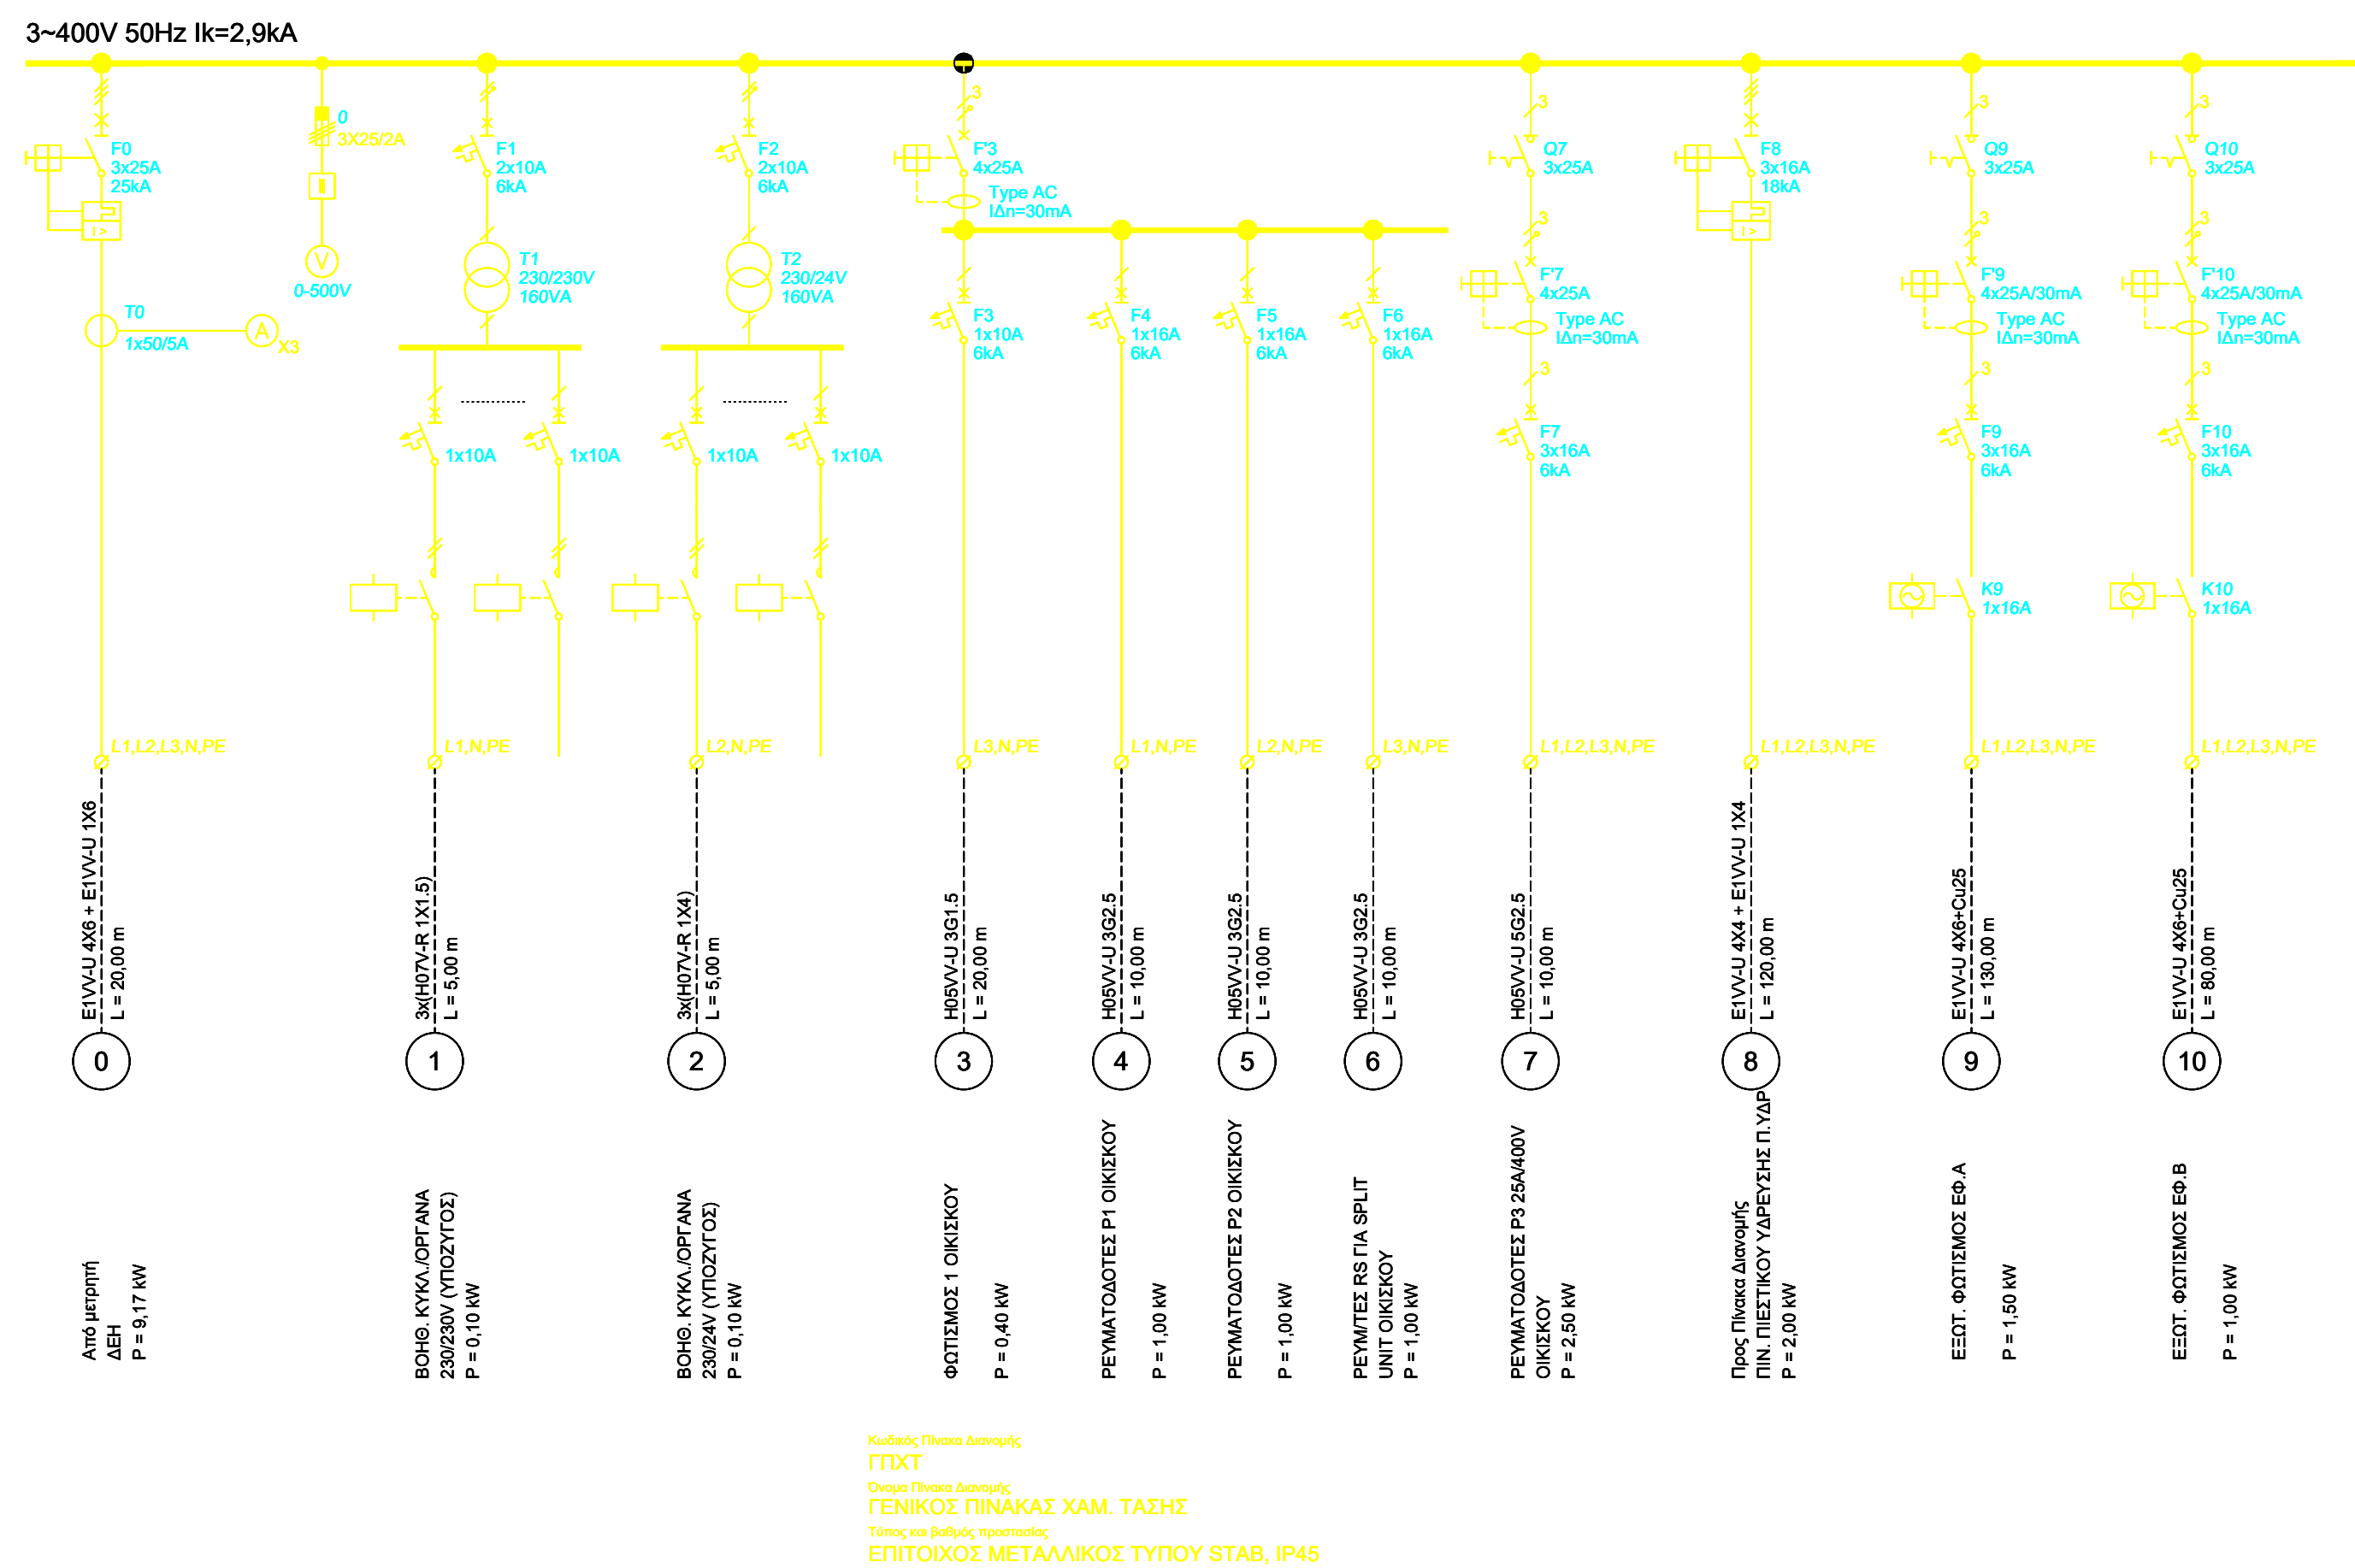 3~400V 50Hz Ik=2,9kA
F0
3x25A
25kA
I >
T0
1x50/5A
A
X3
L1,L2,L3,N,PE
E1VV-U 4X6 + E1VV-U 1X6
L = 20,00 m
0
Από μετρητή
ΔΕΗ
P = 9,17 kW
0
3X25/2A
V
0-500V
F1
2x10A
6kA
T1
230/230V
160VA
1x10A
1x10A
L1,N,PE
3x(H07V-R 1X1.5)
L = 5,00 m
1
ΒΟΗΘ. ΚΥΚΛ./ΟΡΓΑΝΑ
230/230V (ΥΠΟΖΥΓΟΣ)
P = 0,10 kW
F2
2x10A
6kA
T2
230/24V
160VA
1x10A
1x10A
L2,N,PE
3x(H07V-R 1X4)
L = 5,00 m
2
ΒΟΗΘ. ΚΥΚΛ./ΟΡΓΑΝΑ
230/24V (ΥΠΟΖΥΓΟΣ)
P = 0,10 kW
3
F'3
4x25A
Type AC
IΔn=30mA
F3
1x10A
6kA
L3,N,PE
H05VV-U 3G1.5
L = 20,00 m
3
ΦΩΤΙΣΜΟΣ 1 ΟΙΚΙΣΚΟΥ
P = 0,40 kW
F4
1x16A
6kA
L1,N,PE
H05VV-U 3G2.5
L = 10,00 m
4
ΡΕΥΜΑΤΟΔΟΤΕΣ P1 ΟΙΚΙΣΚΟΥ
P = 1,00 kW
F5
1x16A
6kA
L2,N,PE
H05VV-U 3G2.5
L = 10,00 m
5
ΡΕΥΜΑΤΟΔΟΤΕΣ P2 ΟΙΚΙΣΚΟΥ
P = 1,00 kW
F6
1x16A
6kA
L3,N,PE
H05VV-U 3G2.5
L = 10,00 m
6
ΡΕΥΜ/ΤΕΣ RS ΓΙΑ SPLIT
UNIT ΟΙΚΙΣΚΟΥ
P = 1,00 kW
3
Q7
3x25A
3
F'7
4x25A
Type AC
IΔn=30mA
3
F7
3x16A
6kA
L1,L2,L3,N,PE
H05VV-U 5G2.5
L = 10,00 m
7
ΡΕΥΜΑΤΟΔΟΤΕΣ P3 25A/400V
ΟΙΚΙΣΚΟΥ
P = 2,50 kW
F8
3x16A
18kA
I >
L1,L2,L3,N,PE
E1VV-U 4X4 + E1VV-U 1X4
L = 120,00 m
8
Προς Πίνακα Διανομής
ΠΙΝ. ΠΙΕΣΤΙΚΟΥ ΥΔΡΕΥΣΗΣ Π.ΥΔΡ
P = 2,00 kW
3
Q9
3x25A
3
F'9
4x25A/30mA
Type AC
IΔn=30mA
3
F9
3x16A
6kA
K9
1x16A
L1,L2,L3,N,PE
E1VV-U 4X6+Cu25
L = 130,00 m
9
ΕΞΩΤ. ΦΩΤΙΣΜΟΣ ΕΦ.Α
P = 1,50 kW
3
Q10
3x25A
3
F'10
4x25A/30mA
Type AC
IΔn=30mA
3
F10
3x16A
6kA
K10
1x16A
L1,L2,L3,N,PE
E1VV-U 4X6+Cu25
L = 80,00 m
10
ΕΞΩΤ. ΦΩΤΙΣΜΟΣ ΕΦ.Β
P = 1,00 kW
Κωδικός Πίνακα Διανομής
ΓΠΧΤ
Όνομα Πίνακα Διανομής
ΓΕΝΙΚΟΣ ΠΙΝΑΚΑΣ ΧΑΜ. ΤΑΣΗΣ
Τύπος και βαθμός προστασίας
ΕΠΙΤΟΙΧΟΣ ΜΕΤΑΛΛΙΚΟΣ ΤΥΠΟΥ STAB, IP45